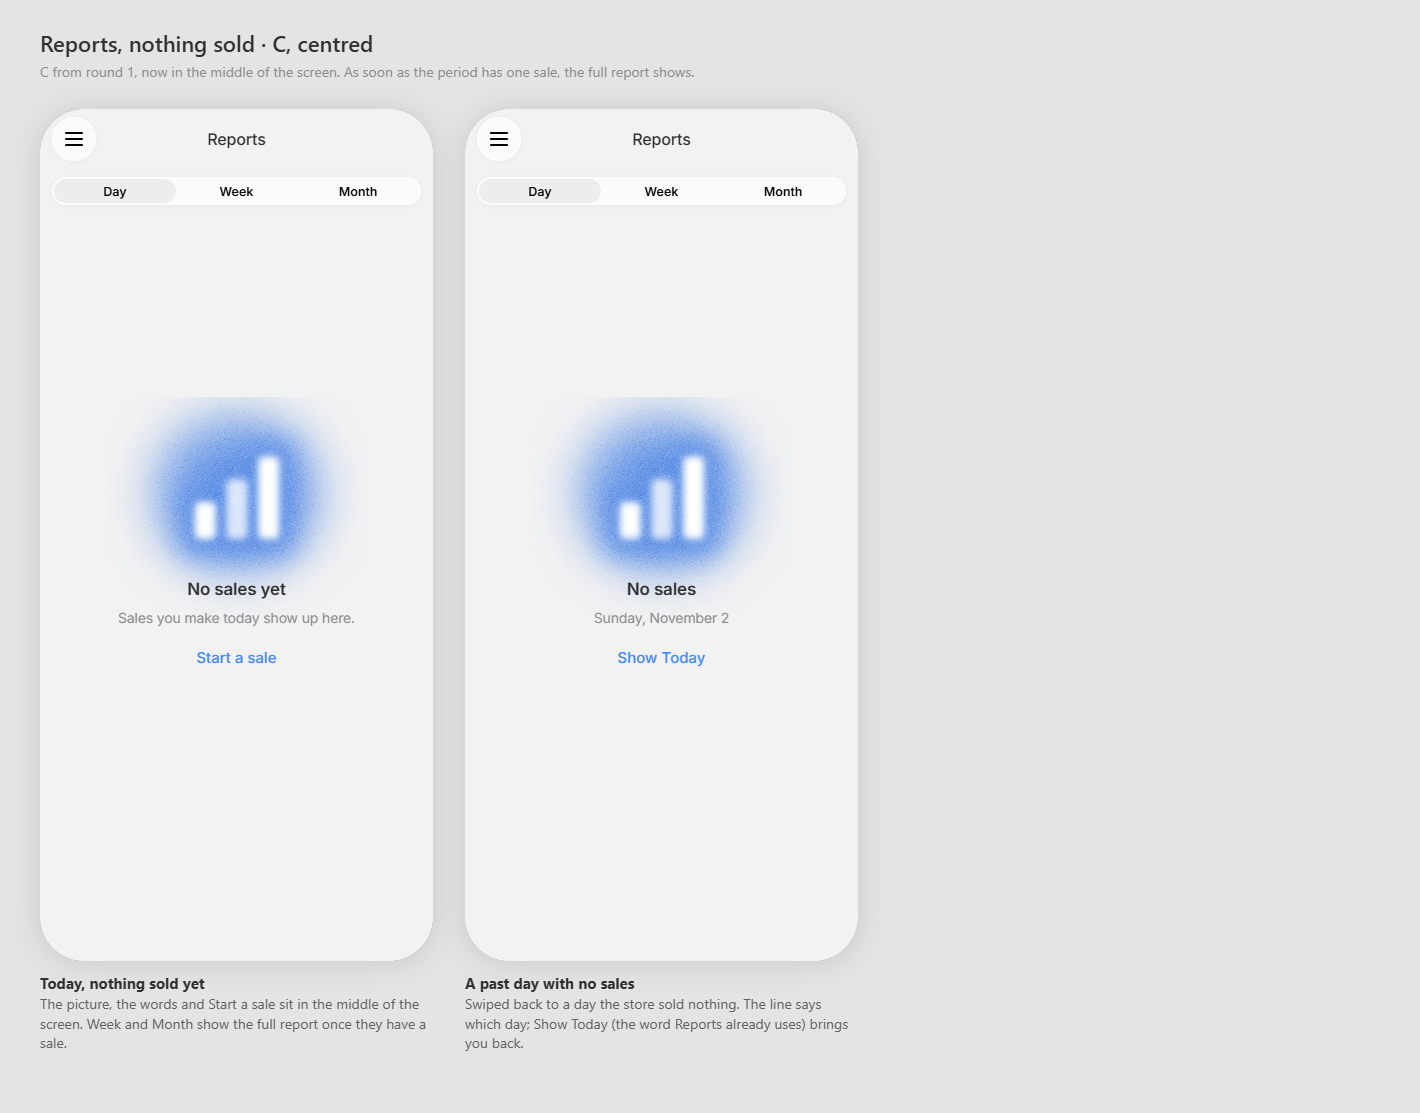 Reports, nothing sold · C, centred
C from round 1, now in the middle of the screen. As soon as the period has one sale, the full report shows.
Reports
Day Week Month
No sales yet
Sales you make today show up here.
Start a sale
Today, nothing sold yet
The picture, the words and Start a sale sit in the middle of the
screen. Week and Month show the full report once they have a
sale.
Reports
Day Week Month
No sales
Sunday, November 2
Show Today
A past day with no sales
Swiped back to a day the store sold nothing. The line says
which day; Show Today (the word Reports already uses) brings
you back.